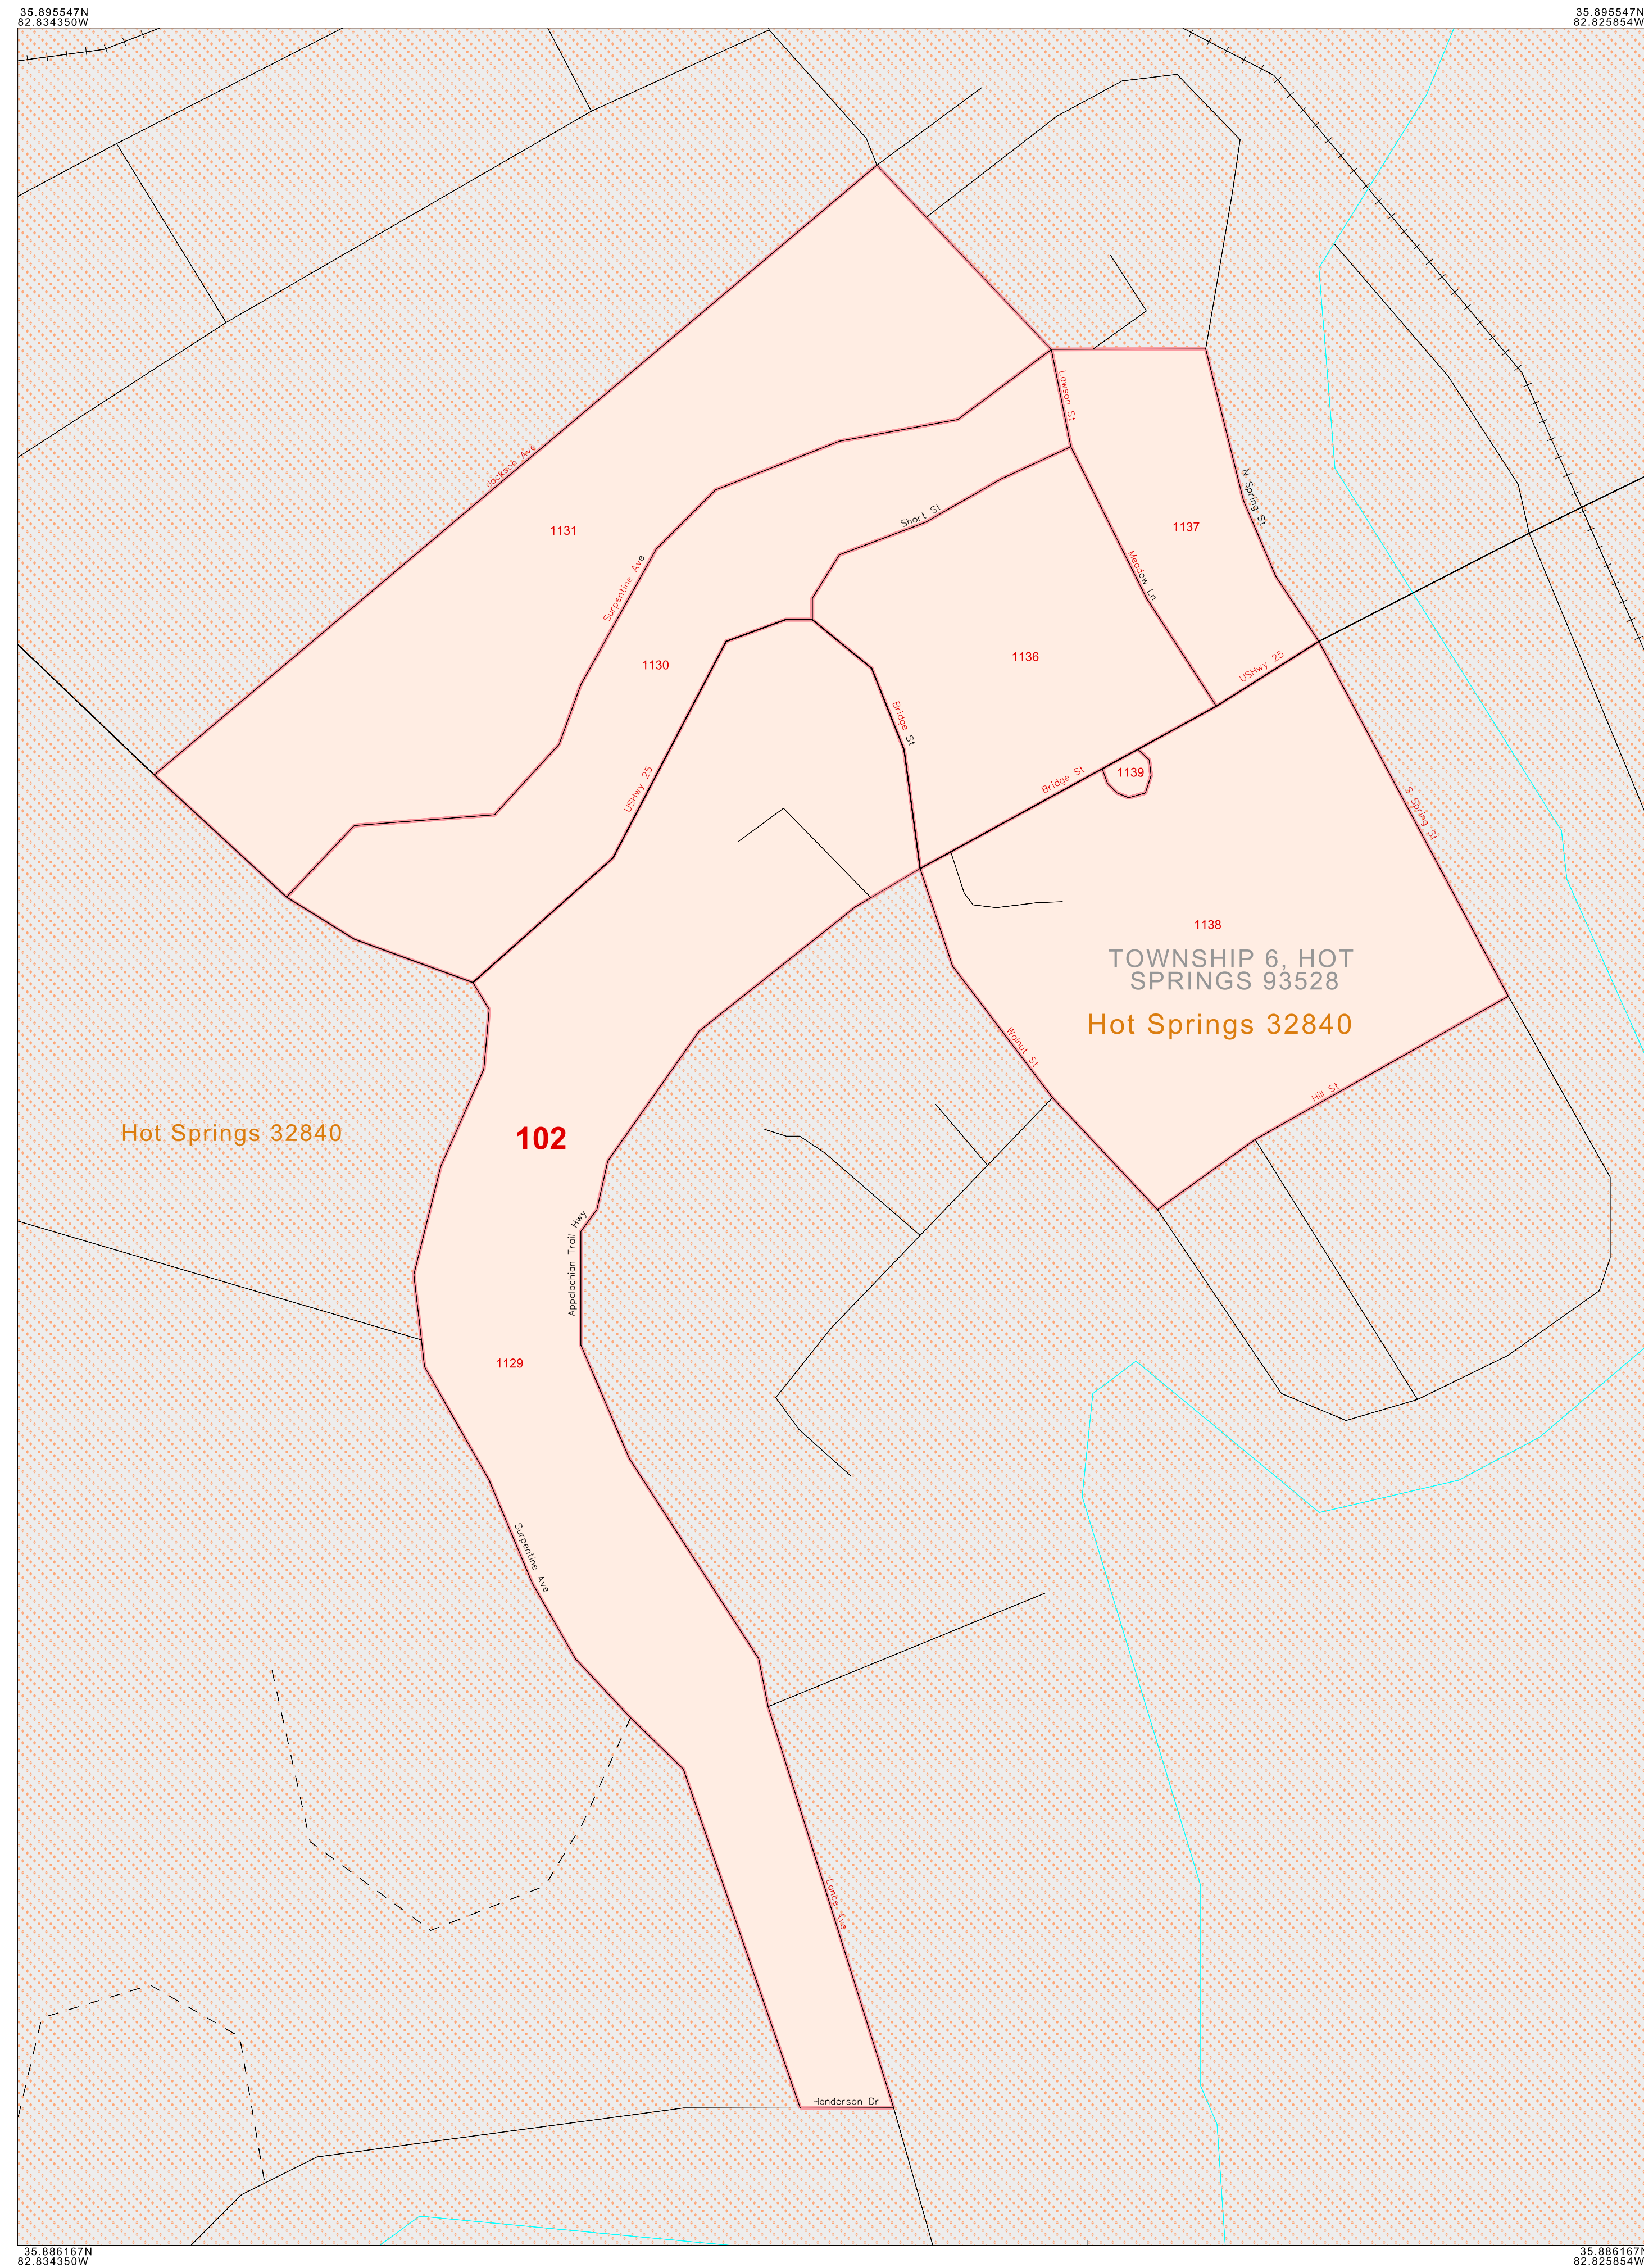 35.895547N
82.834350W
35.895547N
82.825854W
Lawson St
Jackson Ave
N Spring St
Short St
1137
1131
Meadow Ln
Surpentine Ave
1136
1130
USHwy 25
Bridge St
1139
Bridge St
USHwy 25
S Spring St
1138
TOWNSHIP 6, HOT
SPRINGS 93528
Hot Springs 32840
Walnut St
Hill St
Hot Springs 32840
102
Appalachian Trail Hwy
1129
Surpentine Ave
Lance Ave
Henderson Dr
35.886167N
82.834350W
35.886167N
82.825854W